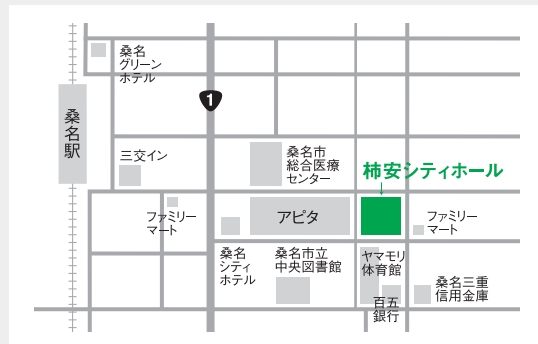 桑名
グリーン
ホテル
1
桑名駅
三交イン
桑名市
総合医療
センター
柿安シティホール
ファミリー
マート
アピタ
ファミリー
マート
桑名
シティ
ホテル
桑名市立
中央図書館
ヤマモリ
体育館
百五
銀行
桑名三重
信用金庫